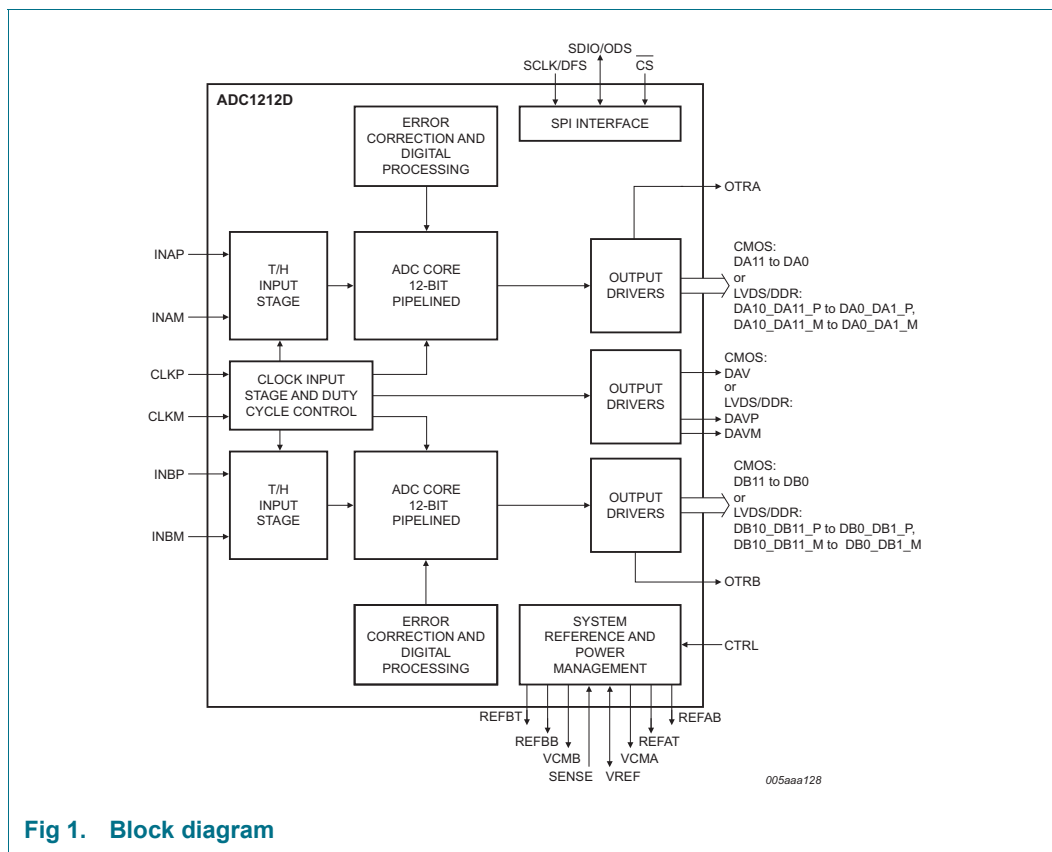 SDIO/ODS
SCLK/DFS
CS
ADC1212D
ERROR
CORRECTION AND
DIGITAL
PROCESSING
SPI INTERFACE
OTRA
INAP
INAM
T/H
INPUT
STAGE
ADC CORE
12-BIT
PIPELINED
OUTPUT
DRIVERS
CMOS:
DA11 to DA0
or
LVDS/DDR:
DA10_DA11_P to DA0_DA1_P,
DA10_DA11_M to DA0_DA1_M
CLKP
CLKM
CLOCK INPUT
STAGE AND DUTY
CYCLE CONTROL
OUTPUT
DRIVERS
CMOS:
DAV
or
LVDS/DDR:
DAVP
DAVM
INBP
INBM
T/H
INPUT
STAGE
ADC CORE
12-BIT
PIPELINED
OUTPUT
DRIVERS
CMOS:
DB11 to DB0
or
LVDS/DDR:
DB10_DB11_P to DB0_DB1_P,
DB10_DB11_M to DB0_DB1_M
OTRB
ERROR
CORRECTION AND
DIGITAL
PROCESSING
SYSTEM
REFERENCE AND
POWER
MANAGEMENT
CTRL
REFBT
REFBB
VCMB
SENSE
VREF
VCMA
REFAT
REFAB
005aaa128
Fig 1. Block diagram